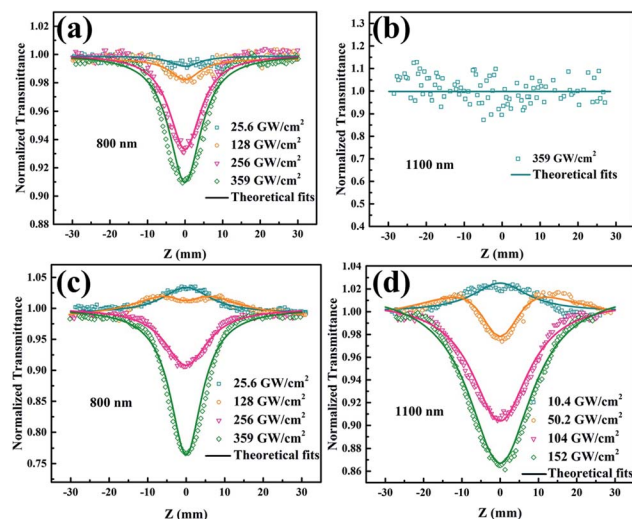 (a)
Normalized Transmittance
1.00
0.98
0.96
0.94
0.92
0.90
0.88
800 nm
25.6 GW/cm²
128 GW/cm²
256 GW/cm²
359 GW/cm²
Theoretical fits
-30 -20 -10 0 10 20 30
Z (mm)
(b)
Normalized Transmittance
1.3
1.2
1.1
1.0
0.9
0.8
0.7
0.6
0.5
0.4
1100 nm
359 GW/cm²
Theoretical fits
-30 -20 -10 0 10 20 30
Z (mm)
(c)
Normalized Transmittance
1.05
1.00
0.95
0.90
0.85
0.80
0.75
800 nm
25.6 GW/cm²
128 GW/cm²
256 GW/cm²
359 GW/cm²
Theoretical fits
-30 -20 -10 0 10 20 30
Z (mm)
(d)
Normalized Transmittance
1.04
1.02
1.00
0.98
0.96
0.94
0.92
0.90
0.88
0.86
1100 nm
10.4 GW/cm²
50.2 GW/cm²
104 GW/cm²
152 GW/cm²
Theoretical fits
-30 -20 -10 0 10 20 30
Z (mm)